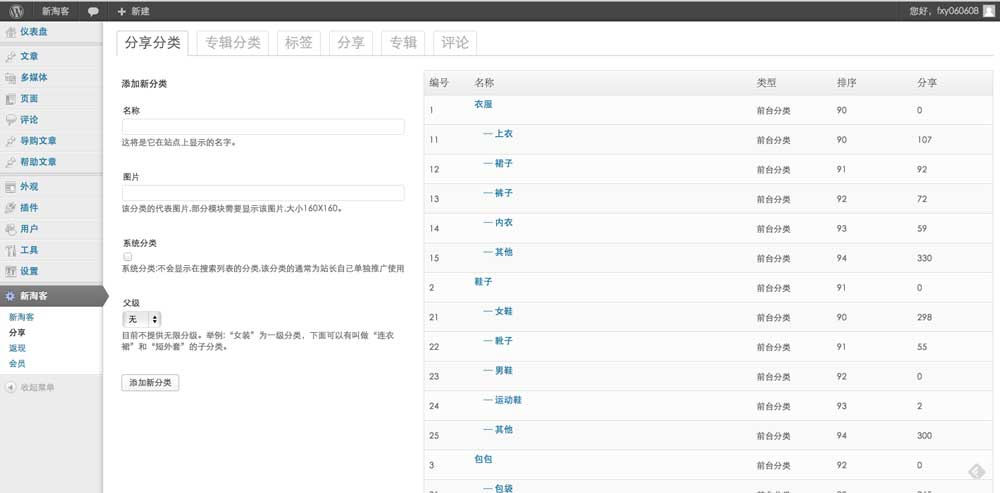 新淘客 新建 您好，fxy060608
仪表盘
文章
多媒体
页面
评论
导购文章
帮助文章
外观
插件
用户
工具
设置
新淘客
新淘客
分享
返现
会员
收起菜单
分享分类 专辑分类 标签 分享 专辑 评论
添加新分类
名称
这将是它在站点上显示的名字。
图片
该分类的代表图片,部分模块需要显示该图片,大小160X160。
系统分类
系统分类:不会显示在搜索列表的分类,该分类的通常为站长自己单独推广使用
父级
无
目前不提供无限分级。举例:“女装”为一级分类，下面可以有叫做“连衣
裙”和“短外套”的子分类。
添加新分类
编号 名称 类型 排序 分享
1 衣服 前台分类 90 0
11 — 上衣 前台分类 90 107
12 — 裙子 前台分类 91 92
13 — 裤子 前台分类 92 72
14 — 内衣 前台分类 93 59
15 — 其他 前台分类 94 330
2 鞋子 前台分类 91 0
21 — 女鞋 前台分类 90 298
22 — 靴子 前台分类 91 55
23 — 男鞋 前台分类 92 0
24 — 运动鞋 前台分类 93 2
25 — 其他 前台分类 94 300
3 包包 前台分类 92 0
— 包袋